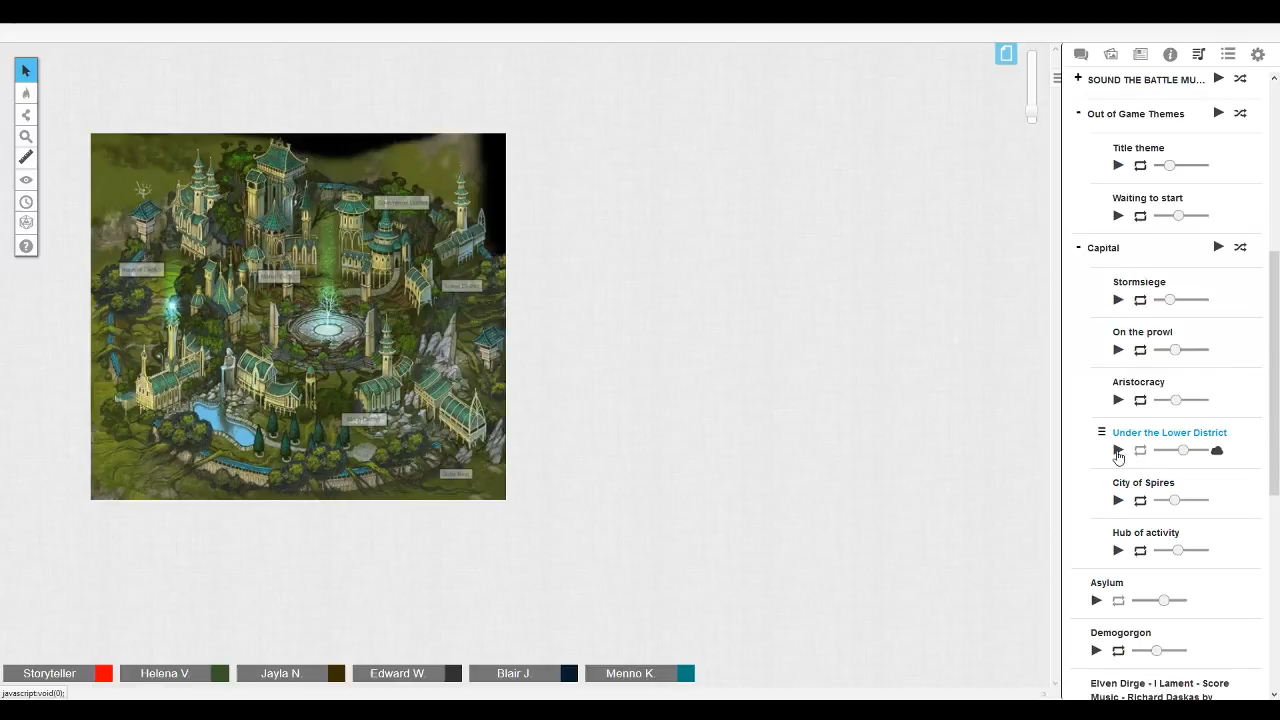 SOUND THE BATTLE MU...
Out of Game Themes
Title theme
Waiting to start
Capital
Stormsiege
On the prowl
Aristocracy
Under the Lower District
City of Spires
Hub of activity
Asylum
Demogorgon
Elven Dirge - I Lament - Score
Music - Richard Daskas by
Storyteller
Helena V.
Jayla N.
Edward W.
Blair J.
Menno K.
javascript:void(0);